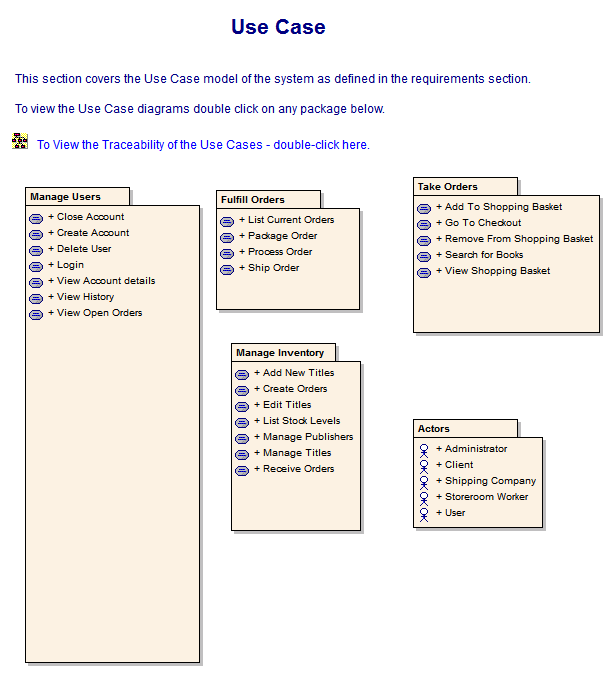 Use Case
This section covers the Use Case model of the system as defined in the requirements section.
To view the Use Case diagrams double click on any package below.
To View the Traceability of the Use Cases - double-click here.
Manage Users
+ Close Account
+ Create Account
+ Delete User
+ Login
+ View Account details
+ View History
+ View Open Orders
Fulfill Orders
+ List Current Orders
+ Package Order
+ Process Order
+ Ship Order
Take Orders
+ Add To Shopping Basket
+ Go To Checkout
+ Remove From Shopping Basket
+ Search for Books
+ View Shopping Basket
Manage Inventory
+ Add New Titles
+ Create Orders
+ Edit Titles
+ List Stock Levels
+ Manage Publishers
+ Manage Titles
+ Receive Orders
Actors
+ Administrator
+ Client
+ Shipping Company
+ Storeroom Worker
+ User